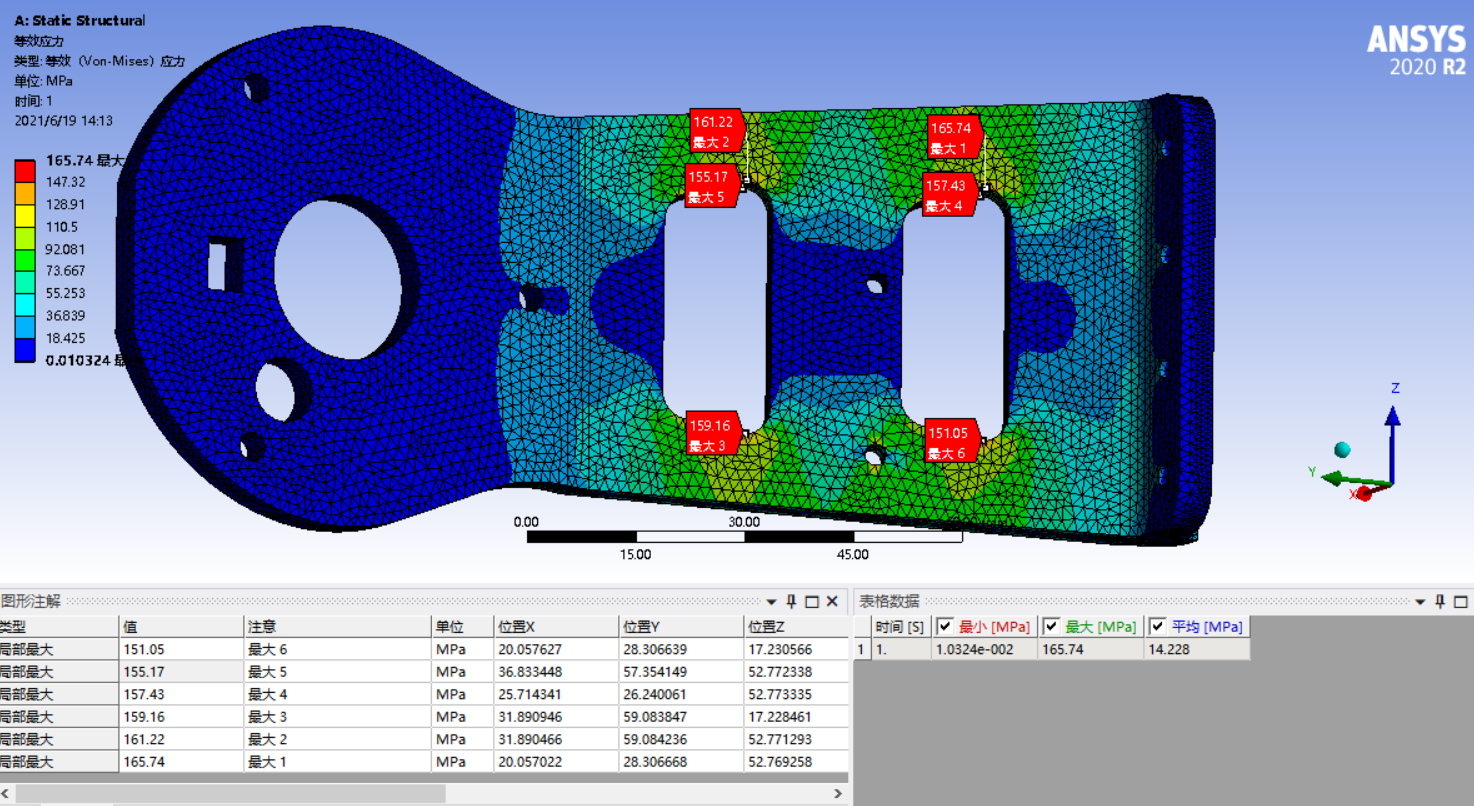 A: Static Structural
等效应力
类型: 等效（Von-Mises）应力
单位: MPa
时间: 1
2021/6/19 14:13
ANSYS
2020 R2
165.74 最大
147.32
128.91
110.5
92.081
73.667
55.253
36.839
18.425
0.010324 最
161.22
最大 2
165.74
最大 1
155.17
最大 5
157.43
最大 4
159.16
最大 3
151.05
最大 6
Z
Y
X
0.00 30.00
15.00 45.00
图形注解
类型 值 注意 单位 位置X 位置Y 位置Z
局部最大 151.05 最大 6 MPa 20.057627 28.306639 17.230566
局部最大 155.17 最大 5 MPa 36.833448 57.354149 52.772338
局部最大 157.43 最大 4 MPa 25.714341 26.240061 52.773335
局部最大 159.16 最大 3 MPa 31.890946 59.083847 17.228461
局部最大 161.22 最大 2 MPa 31.890466 59.084236 52.771293
局部最大 165.74 最大 1 MPa 20.057022 28.306668 52.769258
表格数据
时间 [S] 最小 [MPa] 最大 [MPa] 平均 [MPa]
1 1. 1.0324e-002 165.74 14.228